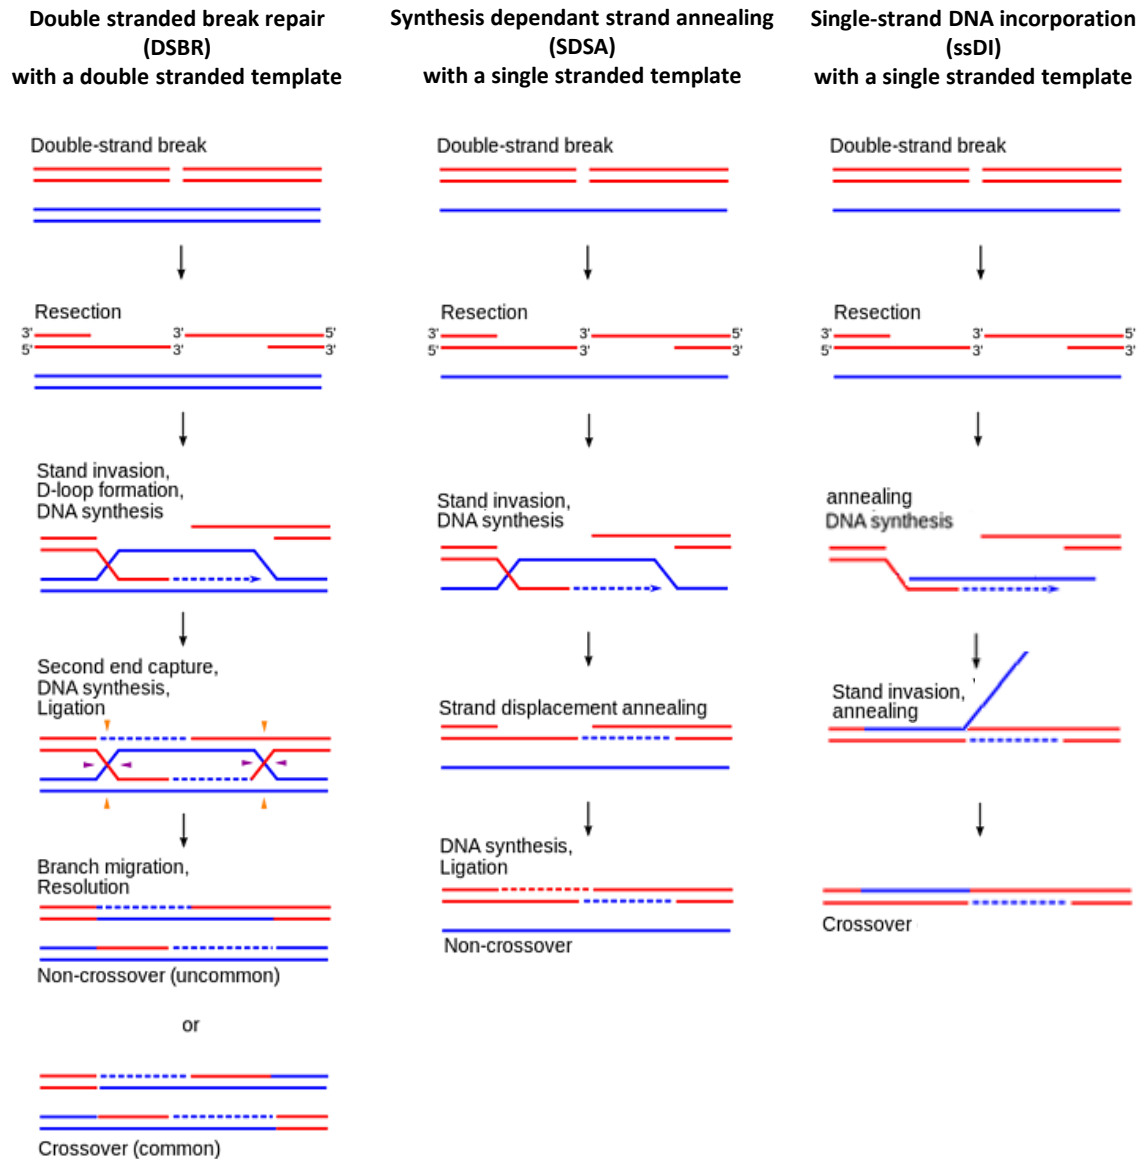 Double stranded break repair
(DSBR)
with a double stranded template
Double-strand break
Resection
3' 3' 5'
5' 3' 3'
Stand invasion,
D-loop formation,
DNA synthesis
Second end capture,
DNA synthesis,
Ligation
Branch migration,
Resolution
Non-crossover (uncommon)
or
Crossover (common)
Synthesis dependant strand annealing
(SDSA)
with a single stranded template
Double-strand break
Resection
3' 3' 5'
5' 3' 3'
Stand invasion,
DNA synthesis
Strand displacement annealing
DNA synthesis,
Ligation
Non-crossover
Single-strand DNA incorporation
(ssDI)
with a single stranded template
Double-strand break
Resection
3' 3' 5'
5' 3' 3'
annealing
DNA synthesis
Stand invasion,
annealing
Crossover